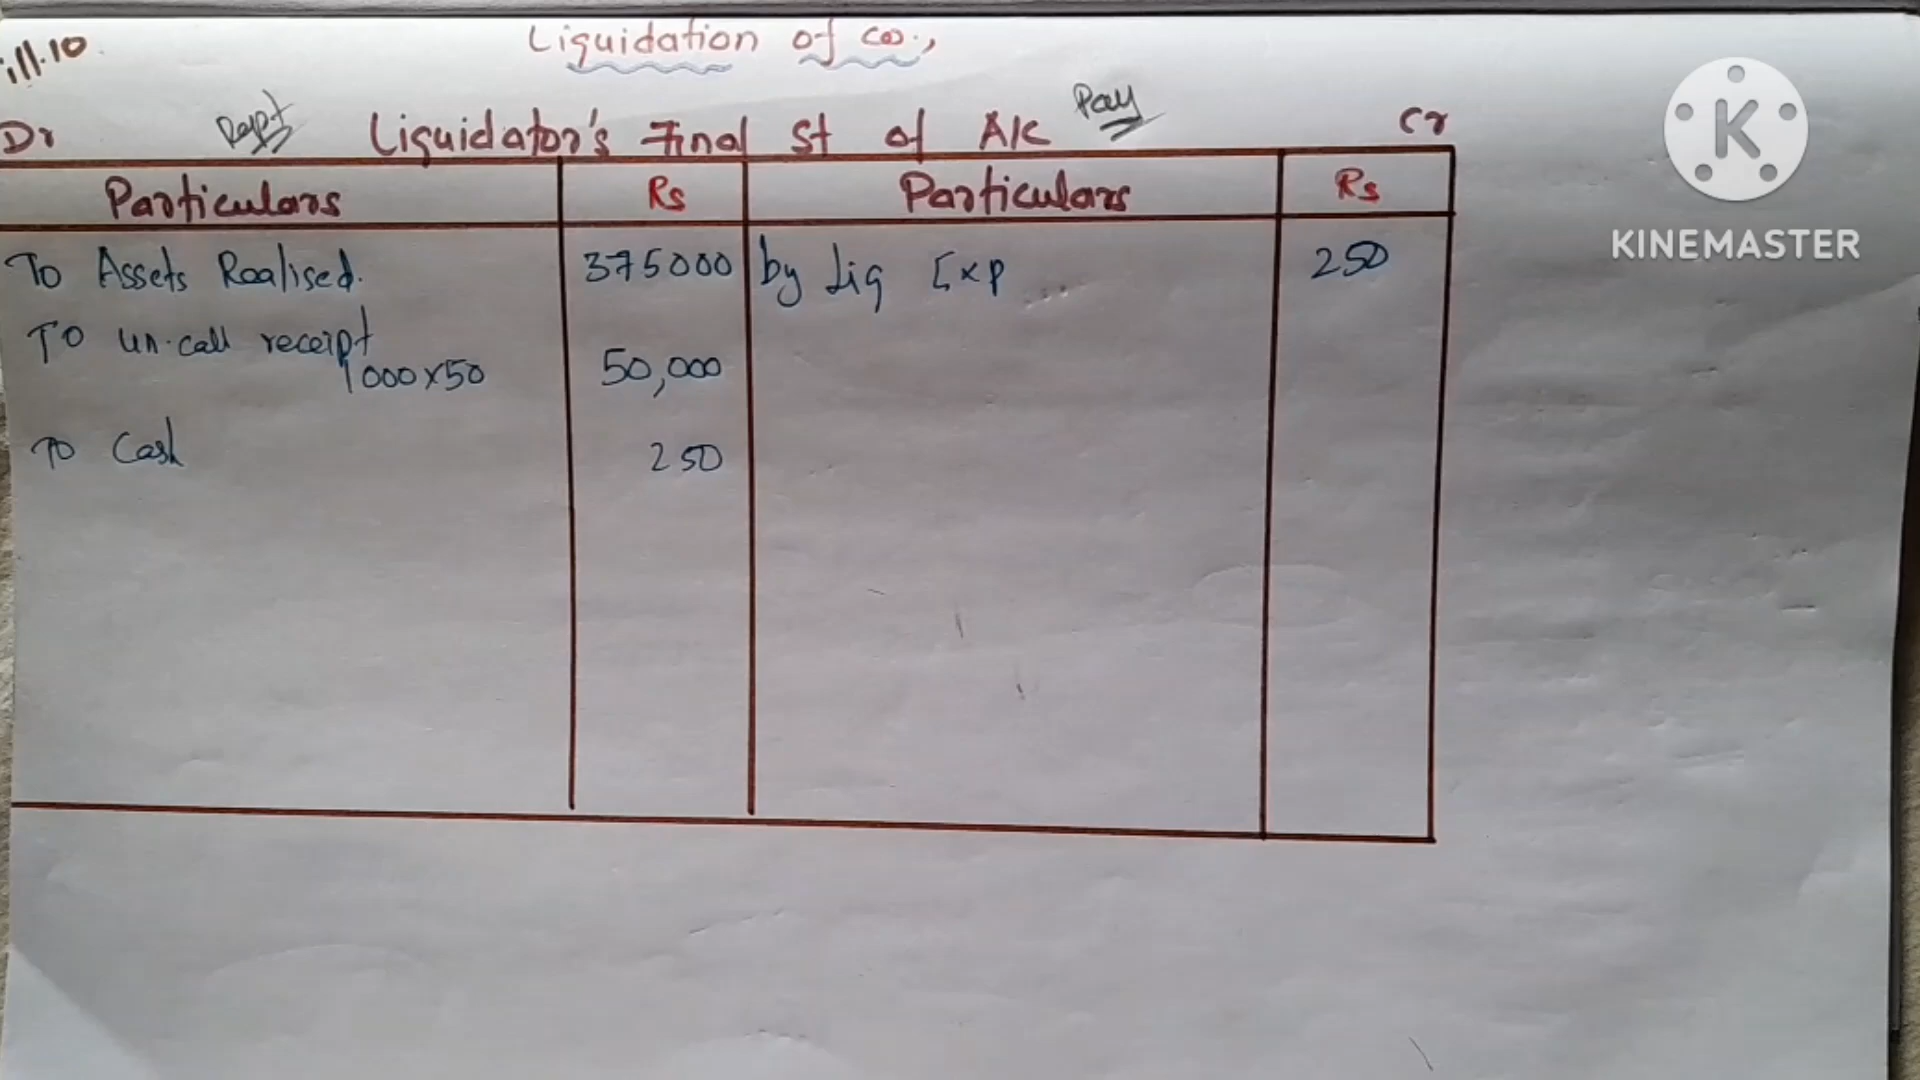 ill.10
Liquidation of co.,
Dr Rept Liquidator's Final St of A/c Pay Cr
Particulars Rs Particulars Rs
To Assets Realised. 375000 by Liq Exp 250
To un.call receipt
1000x50 50,000
To Cash 250
K
KINEMASTER